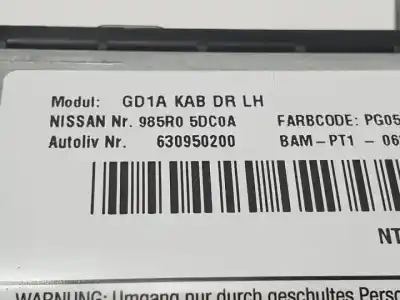 Modul: GD1A KAB DR LH
NISSAN Nr. 985R0 5DC0A FARBCODE: PG05
Autoliv Nr. 630950200 BAM-PT1-06
NT
WARNUNG: Umgang nur durch geschultes Perso